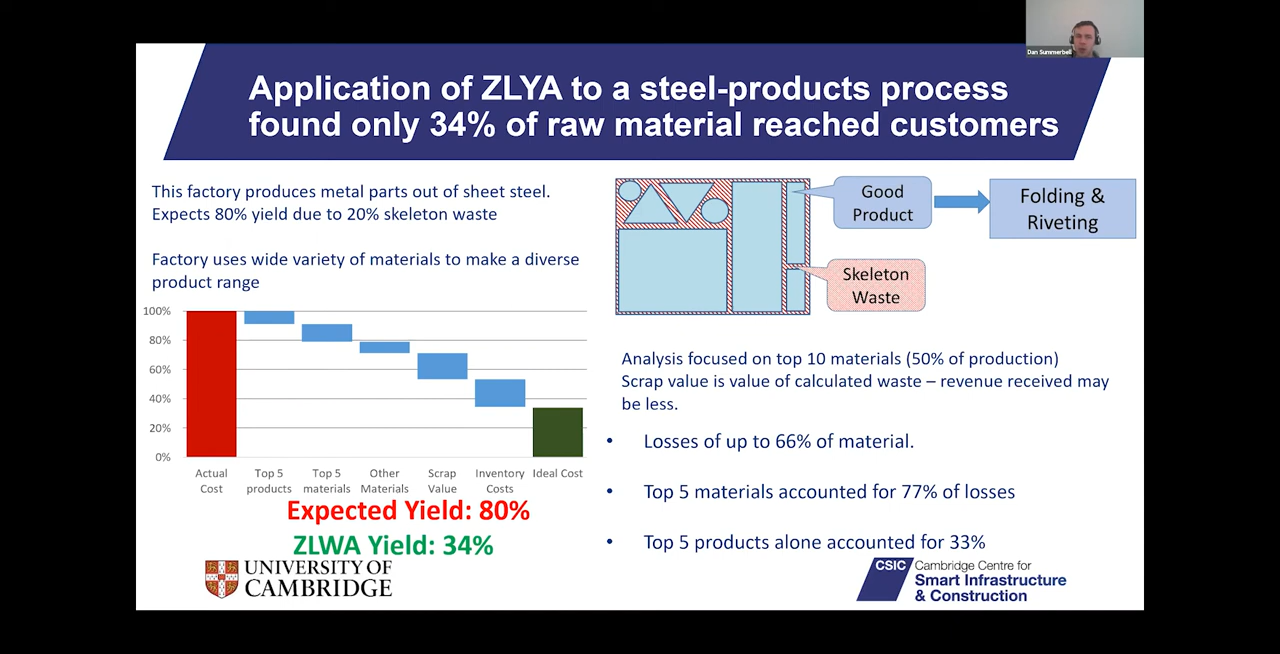 Dan Summerbell
Application of ZLYA to a steel-products process
found only 34% of raw material reached customers
This factory produces metal parts out of sheet steel.
Expects 80% yield due to 20% skeleton waste
Factory uses wide variety of materials to make a diverse
product range
Good
Product
Folding &
Riveting
Skeleton
Waste
100%
80%
60%
40%
20%
0%
Actual
Cost
Top 5
products
Top 5
materials
Other
Materials
Scrap
Value
Inventory
Costs
Ideal Cost
Expected Yield: 80%
ZLWA Yield: 34%
Analysis focused on top 10 materials (50% of production)
Scrap value is value of calculated waste – revenue received may
be less.
• Losses of up to 66% of material.
• Top 5 materials accounted for 77% of losses
• Top 5 products alone accounted for 33%
UNIVERSITY OF
CAMBRIDGE
CSIC
Cambridge Centre for
Smart Infrastructure
& Construction